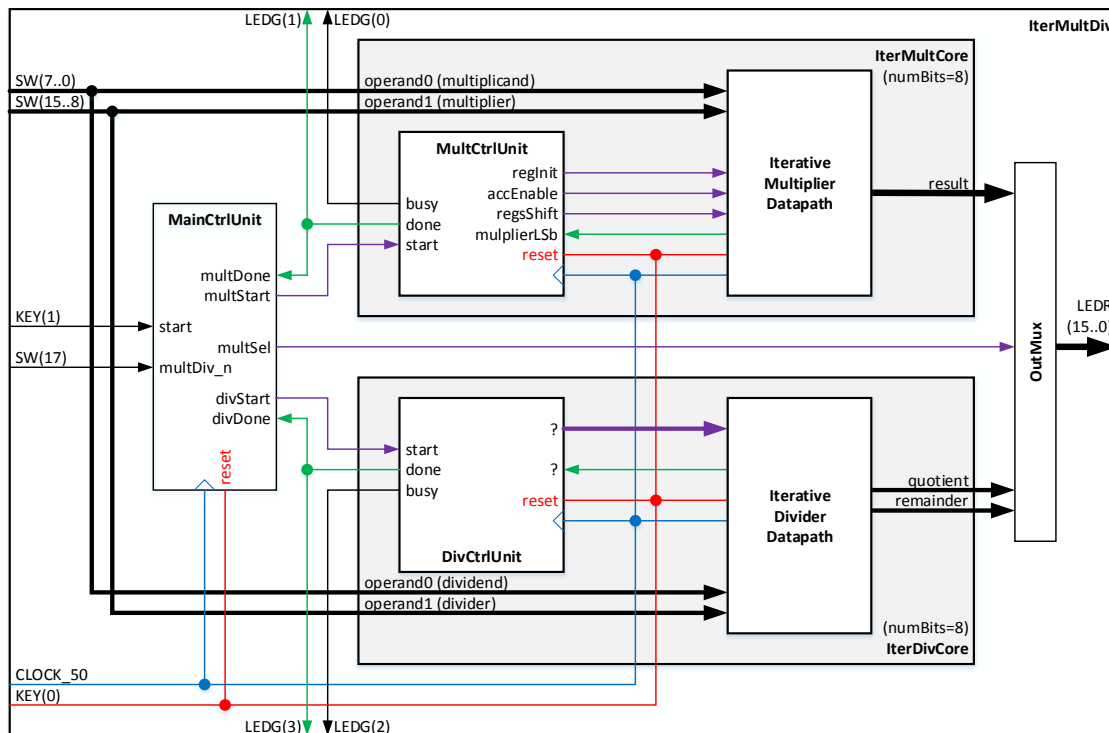 LEDG(1)
LEDG(0)
IterMultDiv
IterMultCore
(numBits=8)
SW(7..0)
operand0 (multiplicand)
SW(15..8)
operand1 (multiplier)
MultCtrlUnit
regInit
accEnable
regsShift
mulplierLSb
reset
busy
done
start
Iterative
Multiplier
Datapath
result
MainCtrlUnit
multDone
multStart
KEY(1)
start
multSel
SW(17)
multDiv_n
divStart
divDone
reset
OutMux
LEDR
(15..0)
start
done
busy
?
?
reset
DivCtrlUnit
Iterative
Divider
Datapath
quotient
remainder
operand0 (dividend)
operand1 (divider)
(numBits=8)
IterDivCore
CLOCK_50
KEY(0)
LEDG(3)
LEDG(2)